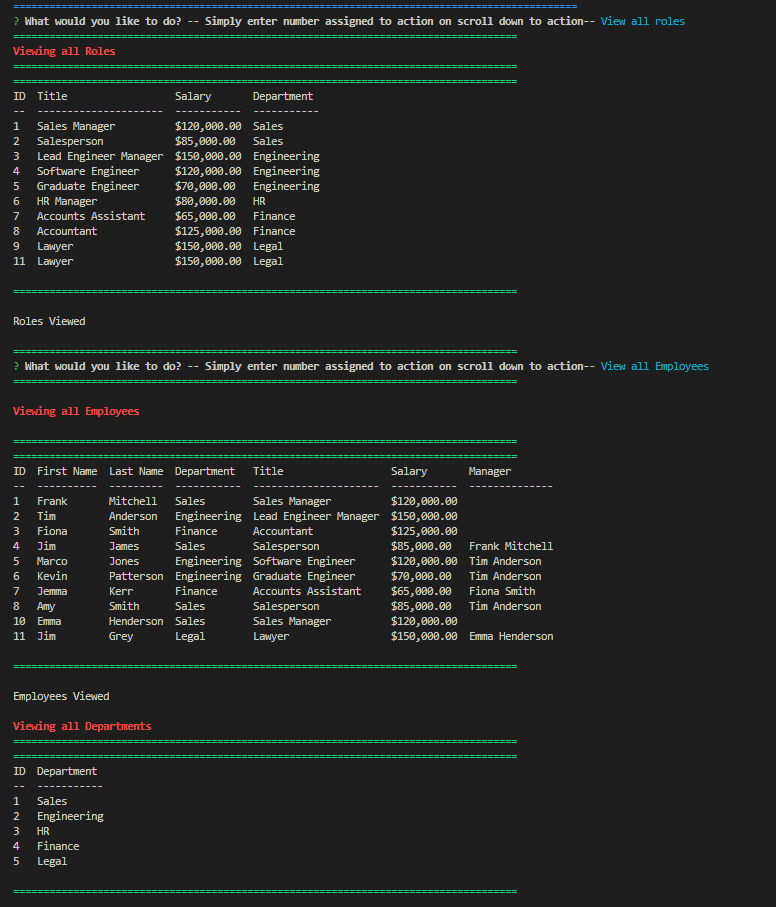 ================================================================================
? What would you like to do? -- Simply enter number assigned to action on scroll down to action-- View all roles
====================================================================================
Viewing all Roles
====================================================================================
====================================================================================
ID  Title                  Salary       Department
--  ---------------------  -----------  -----------
1   Sales Manager          $120,000.00  Sales
2   Salesperson            $85,000.00   Sales
3   Lead Engineer Manager  $150,000.00  Engineering
4   Software Engineer      $120,000.00  Engineering
5   Graduate Engineer      $70,000.00   Engineering
6   HR Manager             $80,000.00   HR
7   Accounts Assistant     $65,000.00   Finance
8   Accountant             $125,000.00  Finance
9   Lawyer                 $150,000.00  Legal
11  Lawyer                 $150,000.00  Legal
====================================================================================
Roles Viewed
====================================================================================
? What would you like to do? -- Simply enter number assigned to action on scroll down to action-- View all Employees
====================================================================================
Viewing all Employees
====================================================================================
====================================================================================
ID  First Name  Last Name  Department   Title                  Salary       Manager
--  ----------  ---------  -----------  ---------------------  -----------  --------------
1   Frank       Mitchell   Sales        Sales Manager          $120,000.00
2   Tim         Anderson   Engineering  Lead Engineer Manager  $150,000.00
3   Fiona       Smith      Finance      Accountant             $125,000.00
4   Jim         James      Sales        Salesperson            $85,000.00   Frank Mitchell
5   Marco       Jones      Engineering  Software Engineer      $120,000.00  Tim Anderson
6   Kevin       Patterson  Engineering  Graduate Engineer      $70,000.00   Tim Anderson
7   Jemma       Kerr       Finance      Accounts Assistant     $65,000.00   Fiona Smith
8   Amy         Smith      Sales        Salesperson            $85,000.00   Tim Anderson
10  Emma        Henderson  Sales        Sales Manager          $120,000.00
11  Jim         Grey       Legal        Lawyer                 $150,000.00  Emma Henderson
====================================================================================
Employees Viewed
Viewing all Departments
====================================================================================
====================================================================================
ID  Department
--  -----------
1   Sales
2   Engineering
3   HR
4   Finance
5   Legal
====================================================================================